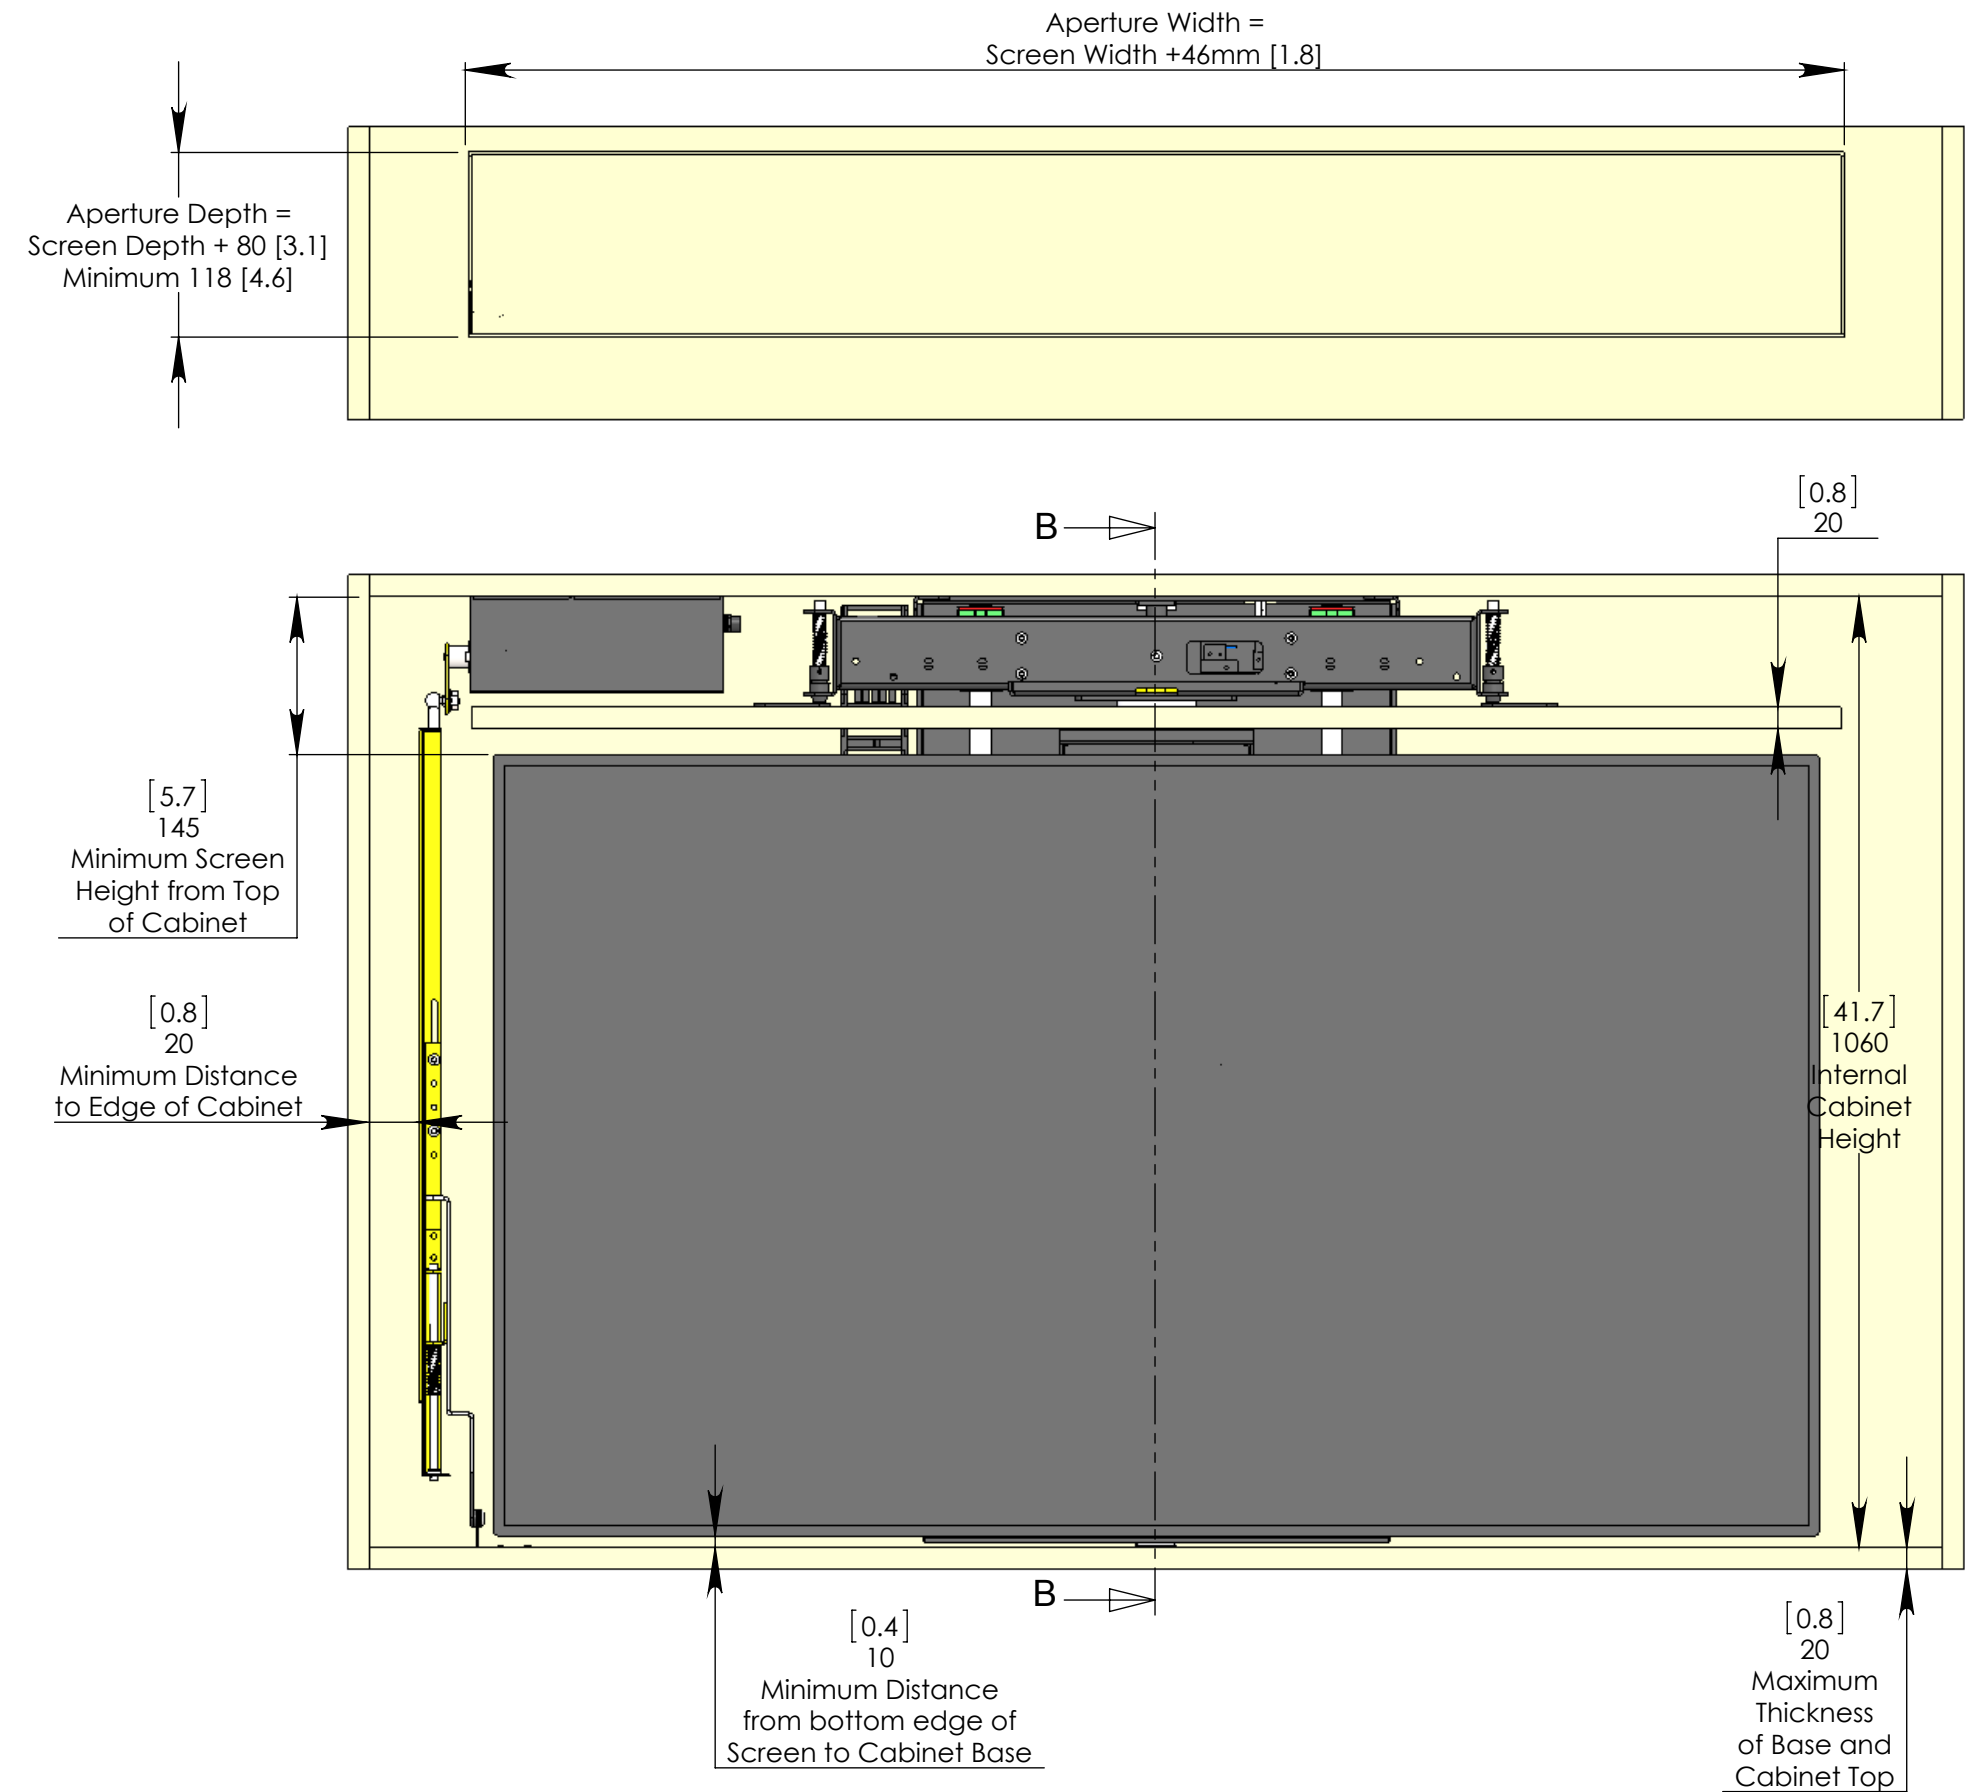 Aperture Width =
Screen Width +46mm [1.8]
Aperture Depth =
Screen Depth + 80 [3.1]
Minimum 118 [4.6]
[0.8]
20
B
[5.7]
145
Minimum Screen
Height from Top
of Cabinet
[0.8]
20
Minimum Distance
to Edge of Cabinet
[41.7]
1060
Internal
Cabinet
Height
B
[0.4]
10
Minimum Distance
from bottom edge of
Screen to Cabinet Base
[0.8]
20
Maximum
Thickness
of Base and
Cabinet Top